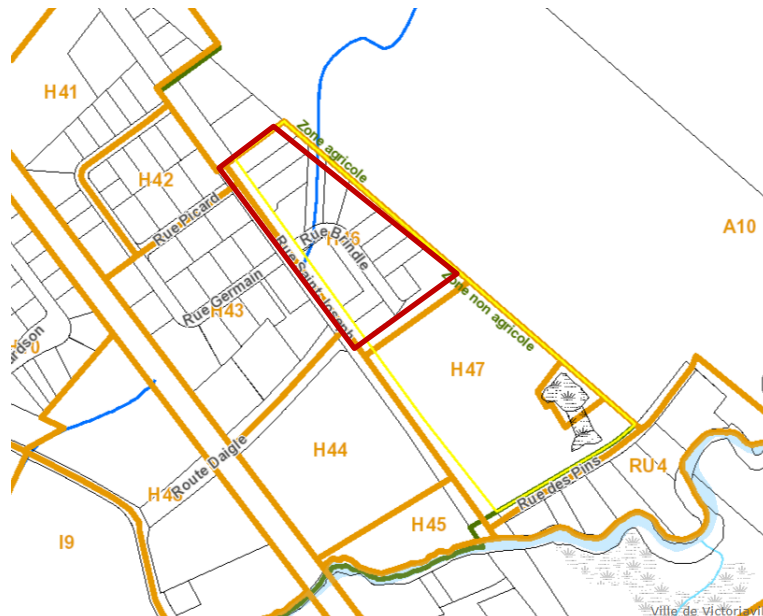 H41
H42
Zone agricole
Rue Picard
A10
Rue Brindle
Rue Saint-Joseph
Rue Germain
H43
Zone non agricole
H47
Route Daigle
H44
RU4
Rue des Pins
H45
I9
Ville de Victoriavil